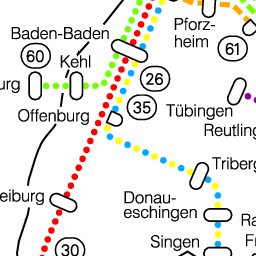 Pforz-
heim
Baden-Baden
60
61
Kehl
26
urg
35
Tübingen
Offenburg
Reutling
Triberg
Donau-
eschingen
eiburg
Singen
30
Ra
Fr